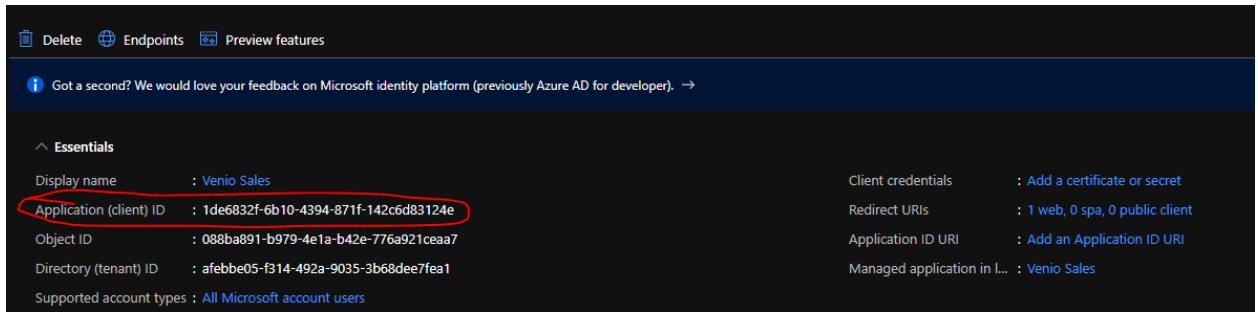 Delete Endpoints Preview features
Got a second? We would love your feedback on Microsoft identity platform (previously Azure AD for developer). →
Essentials
Display name : Venio Sales
Application (client) ID : 1de6832f-6b10-4394-871f-142c6d83124e
Object ID : 088ba891-b979-4e1a-b42e-776a921ceaa7
Directory (tenant) ID : afebbe05-f314-492a-9035-3b68dee7fea1
Supported account types : All Microsoft account users
Client credentials : Add a certificate or secret
Redirect URIs : 1 web, 0 spa, 0 public client
Application ID URI : Add an Application ID URI
Managed application in l... : Venio Sales